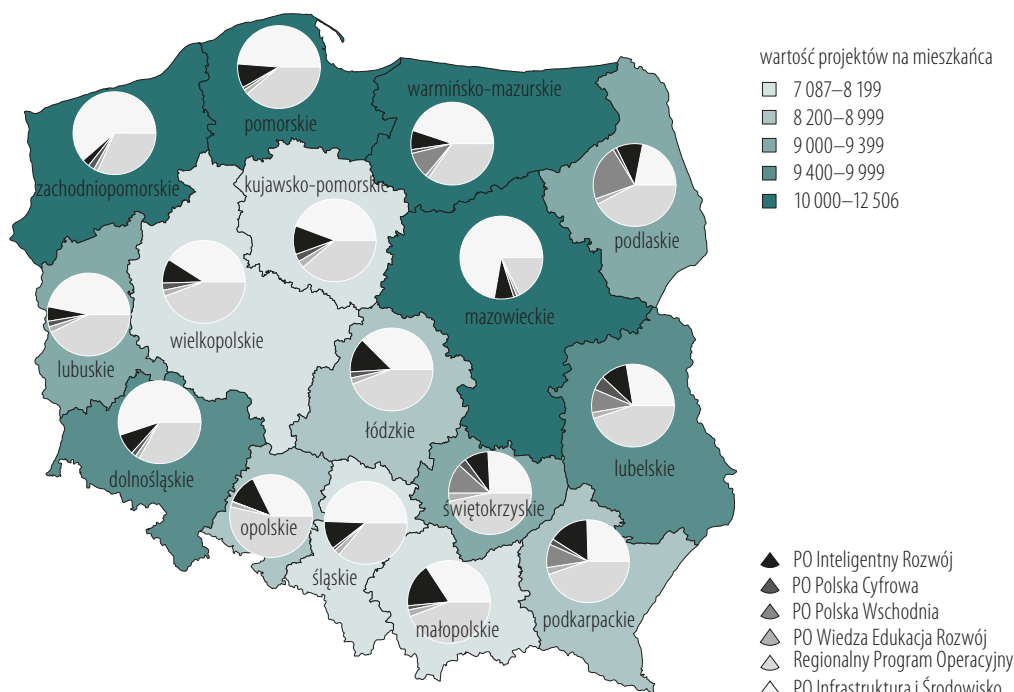 wartość projektów na mieszkańca
7 087–8 199
8 200–8 999
9 000–9 399
9 400–9 999
10 000–12 506
pomorskie
warmińsko-mazurskie
zachodniopomorskie
kujawsko-pomorskie
podlaskie
mazowieckie
wielkopolskie
lubuskie
łódzkie
lubelskie
dolnośląskie
świętokrzyskie
opolskie
śląskie
małopolskie
podkarpackie
PO Inteligentny Rozwój
PO Polska Cyfrowa
PO Polska Wschodnia
PO Wiedza Edukacja Rozwój
Regionalny Program Operacyjny
PO Infrastruktura i Środowisko